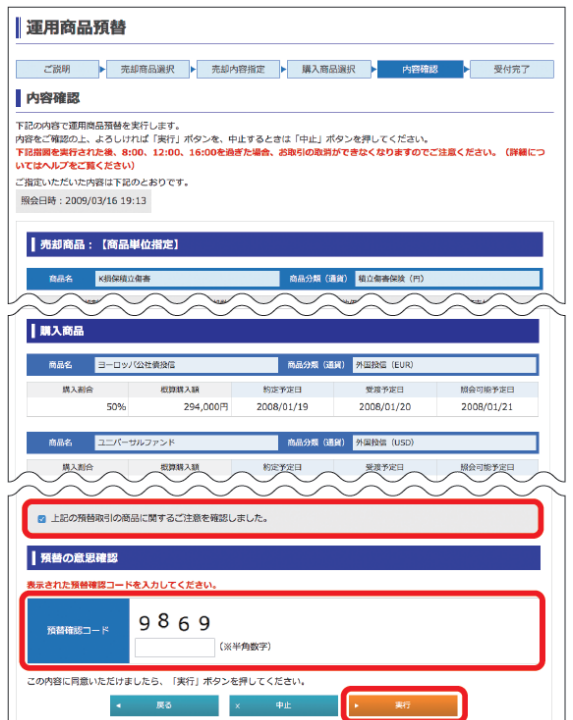 運用商品預替
ご説明 売却商品選択 売却内容指定 購入商品選択 内容確認 受付完了
内容確認
下記の内容で運用商品預替を実行します。
内容をご確認の上、よろしければ「実行」ボタンを、中止するときは「中止」ボタンを押してください。
下記指図を実行された後、8:00、12:00、16:00を過ぎた場合、お取引の取消ができなくなりますのでご注意ください。（詳細につ
いてはヘルプをご覧ください）
ご指定いただいた内容は下記のとおりです。
照会日時：2009/03/16 19:13
売却商品：【商品単位指定】
商品名 K損保積立傷害 商品分類（通貨） 積立傷害保険（円）
購入商品
商品名 ヨーロッパ公社債投信 商品分類（通貨） 外国投信（EUR）
購入割合 概算購入額 約定予定日 受渡予定日 照会可能予定日
50% 294,000円 2008/01/19 2008/01/20 2008/01/21
商品名 ユニバーサルファンド 商品分類（通貨） 外国投信（USD）
購入割合 概算購入額 約定予定日 受渡予定日 照会可能予定日
上記の預替取引の商品に関するご注意を確認しました。
預替の意思確認
表示された預替確認コードを入力してください。
預替確認コード 9869
（※半角数字）
この内容に同意いただけましたら、「実行」ボタンを押してください。
戻る x 中止 実行